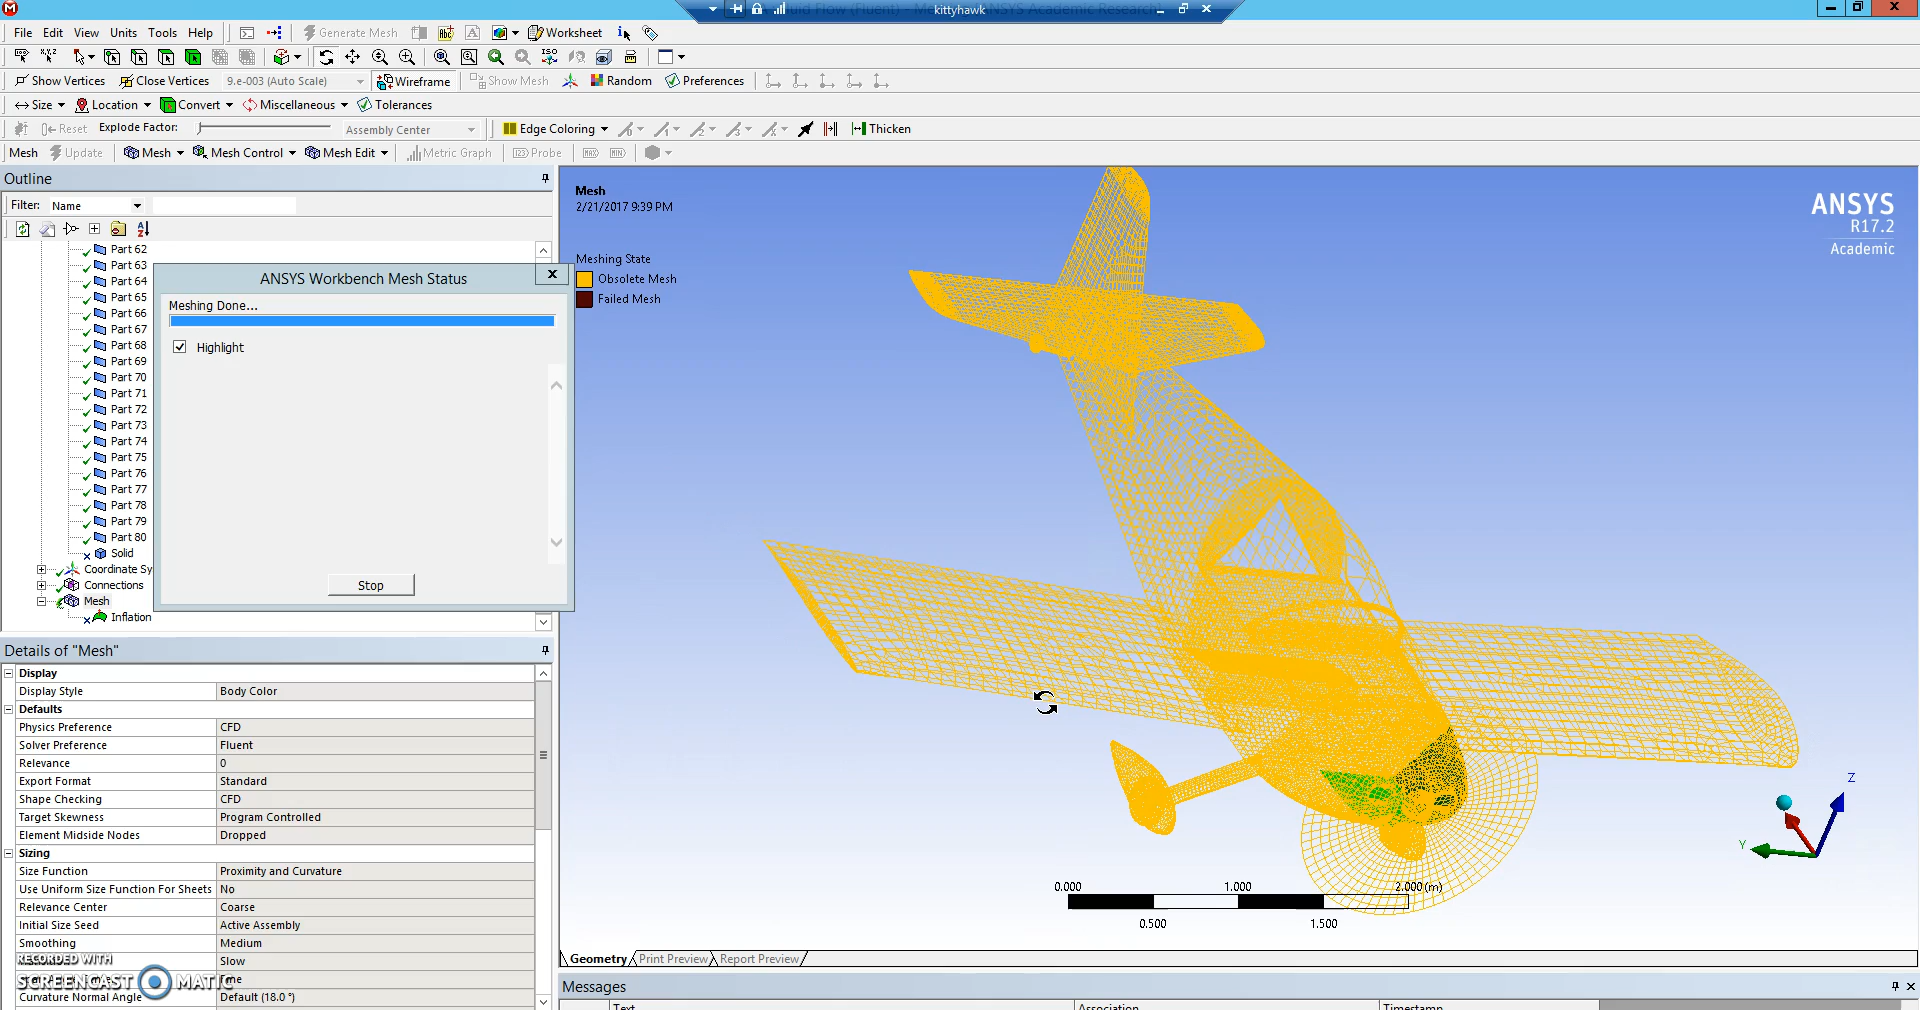 Fluid Flow (Fluent) - M ANSYS Academic Research
kittyhawk
File Edit View Units Tools Help Generate Mesh Worksheet
Show Vertices Close Vertices 9.e-003 (Auto Scale) Wireframe Show Mesh Random Preferences
Size Location Convert Miscellaneous Tolerances
Reset Explode Factor: Assembly Center Edge Coloring Thicken
Mesh Update Mesh Mesh Control Mesh Edit Metric Graph Probe
Outline
Filter: Name
Part 62
Part 63
Part 64
Part 65
Part 66
Part 67
Part 68
Part 69
Part 70
Part 71
Part 72
Part 73
Part 74
Part 75
Part 76
Part 77
Part 78
Part 79
Part 80
Solid
Coordinate Sy
Connections
Mesh
Inflation
ANSYS Workbench Mesh Status
Meshing Done...
Highlight
Stop
Details of "Mesh"
Display
Display Style Body Color
Defaults
Physics Preference CFD
Solver Preference Fluent
Relevance 0
Export Format Standard
Shape Checking CFD
Target Skewness Program Controlled
Element Midside Nodes Dropped
Sizing
Size Function Proximity and Curvature
Use Uniform Size Function For Sheets No
Relevance Center Coarse
Initial Size Seed Active Assembly
Smoothing Medium
Slow
Curvature Normal Angle Default (18.0 °)
RECORDED WITH
SCREENCAST MATIC
Mesh
2/21/2017 9:39 PM
Meshing State
Obsolete Mesh
Failed Mesh
ANSYS
R17.2
Academic
Z
Y
0.000 1.000 2.000 (m)
0.500 1.500
Geometry Print Preview Report Preview
Messages
Text Association Timestamp